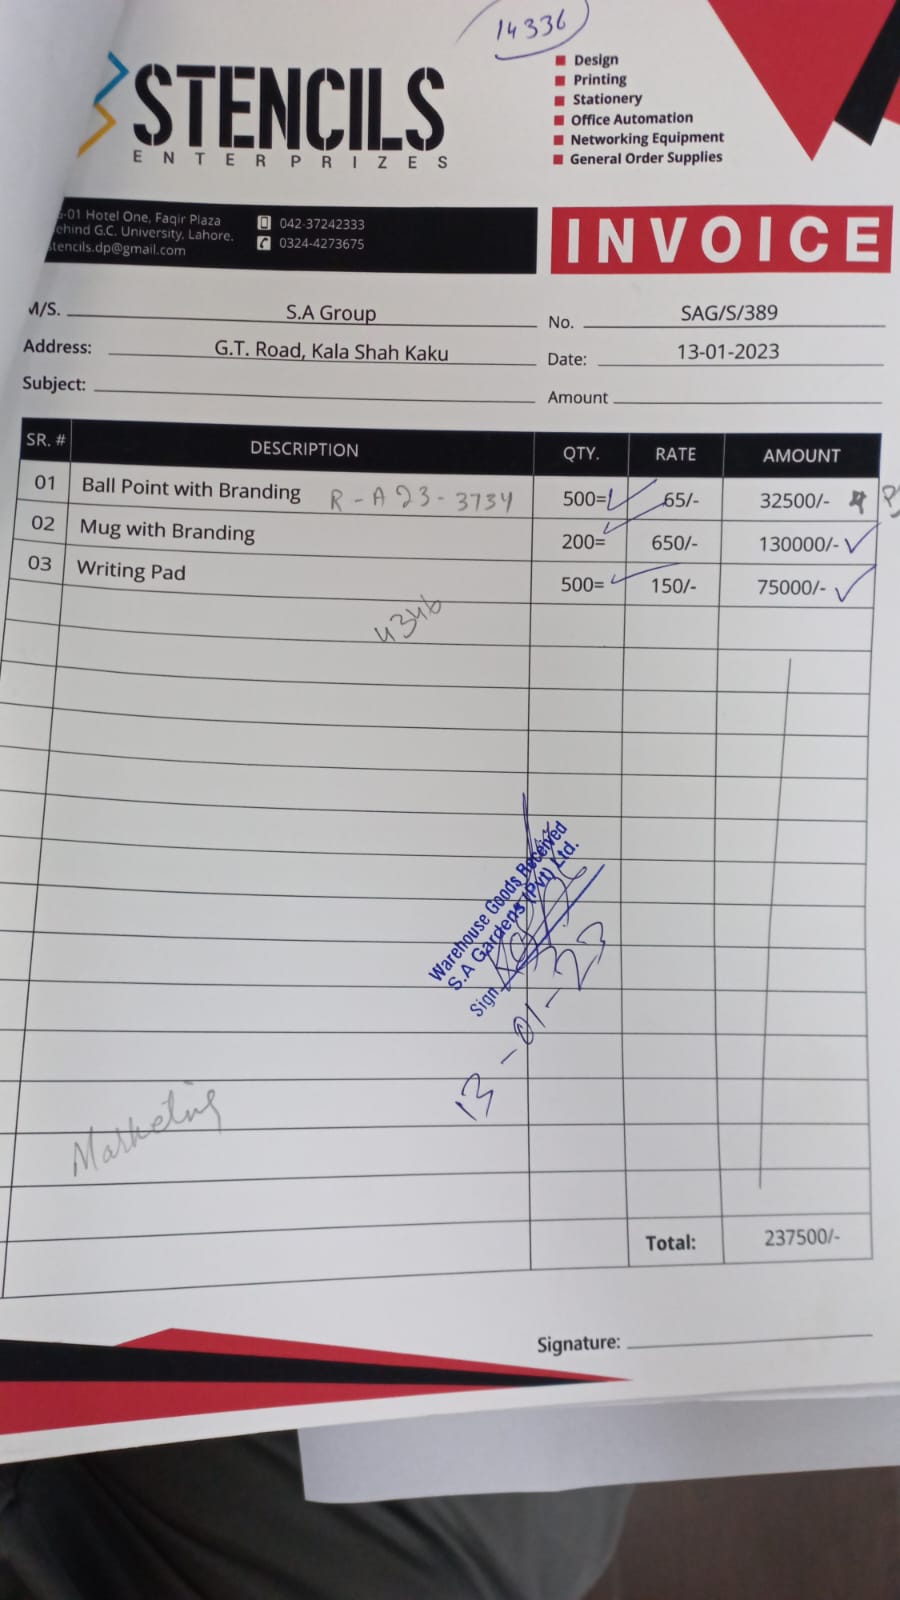 14336
STENCILS
ENTERPRIZES
Design
Printing
Stationery
Office Automation
Networking Equipment
General Order Supplies
-01 Hotel One, Faqir Plaza
ehind G.C. University, Lahore.
tencils.dp@gmail.com
042-37242333
0324-4273675
INVOICE
M/S. S.A Group
No. SAG/S/389
Address: G.T. Road, Kala Shah Kaku
Date: 13-01-2023
Subject:
Amount
SR. # DESCRIPTION QTY. RATE AMOUNT
01 Ball Point with Branding R-A23-3734 500= 65/- 32500/-
02 Mug with Branding 200= 650/- 130000/-
03 Writing Pad 500= 150/- 75000/-
4346
Warehouse Goods Received
S.A Gardens (Pvt) Ltd.
Sign
13-01-23
Marketing
Total: 237500/-
Signature: